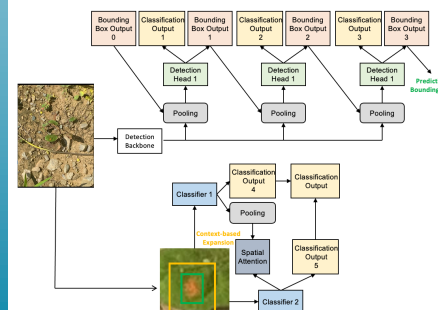 Bounding
Box Output
0
Classification
Output
1
Bounding
Box Output
1
Classification
Output
2
Bounding
Box Output
2
Classification
Output
3
Bounding
Box Output
3
Detection
Head 1
Detection
Head 1
Detection
Head 1
Predict
Bounding
Pooling
Pooling
Pooling
Detection
Backbone
Classifier 1
Classification
Output
4
Classification
Output
Pooling
Context-based
Expansion
Spatial
Attention
Classification
Output
5
Classifier 2